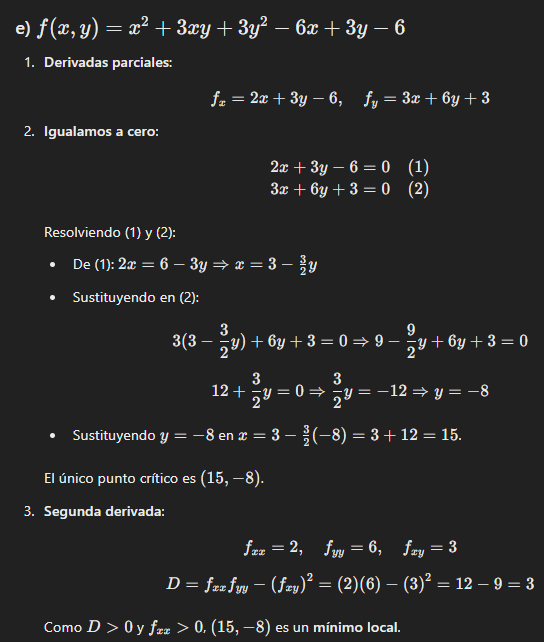 e) f(x, y) = x² + 3xy + 3y² − 6x + 3y − 6
1. Derivadas parciales:
fₓ = 2x + 3y − 6, f_y = 3x + 6y + 3
2. Igualamos a cero:
2x + 3y − 6 = 0 (1)
3x + 6y + 3 = 0 (2)
Resolviendo (1) y (2):
• De (1): 2x = 6 − 3y ⇒ x = 3 − 3/2 y
• Sustituyendo en (2):
3(3 − 3/2 y) + 6y + 3 = 0 ⇒ 9 − 9/2 y + 6y + 3 = 0
12 + 3/2 y = 0 ⇒ 3/2 y = −12 ⇒ y = −8
• Sustituyendo y = −8 en x = 3 − 3/2(−8) = 3 + 12 = 15.
El único punto crítico es (15, −8).
3. Segunda derivada:
fₓₓ = 2, f_yy = 6, f_xy = 3
D = fₓₓ f_yy − (f_xy)² = (2)(6) − (3)² = 12 − 9 = 3
Como D > 0 y fₓₓ > 0, (15, −8) es un mínimo local.